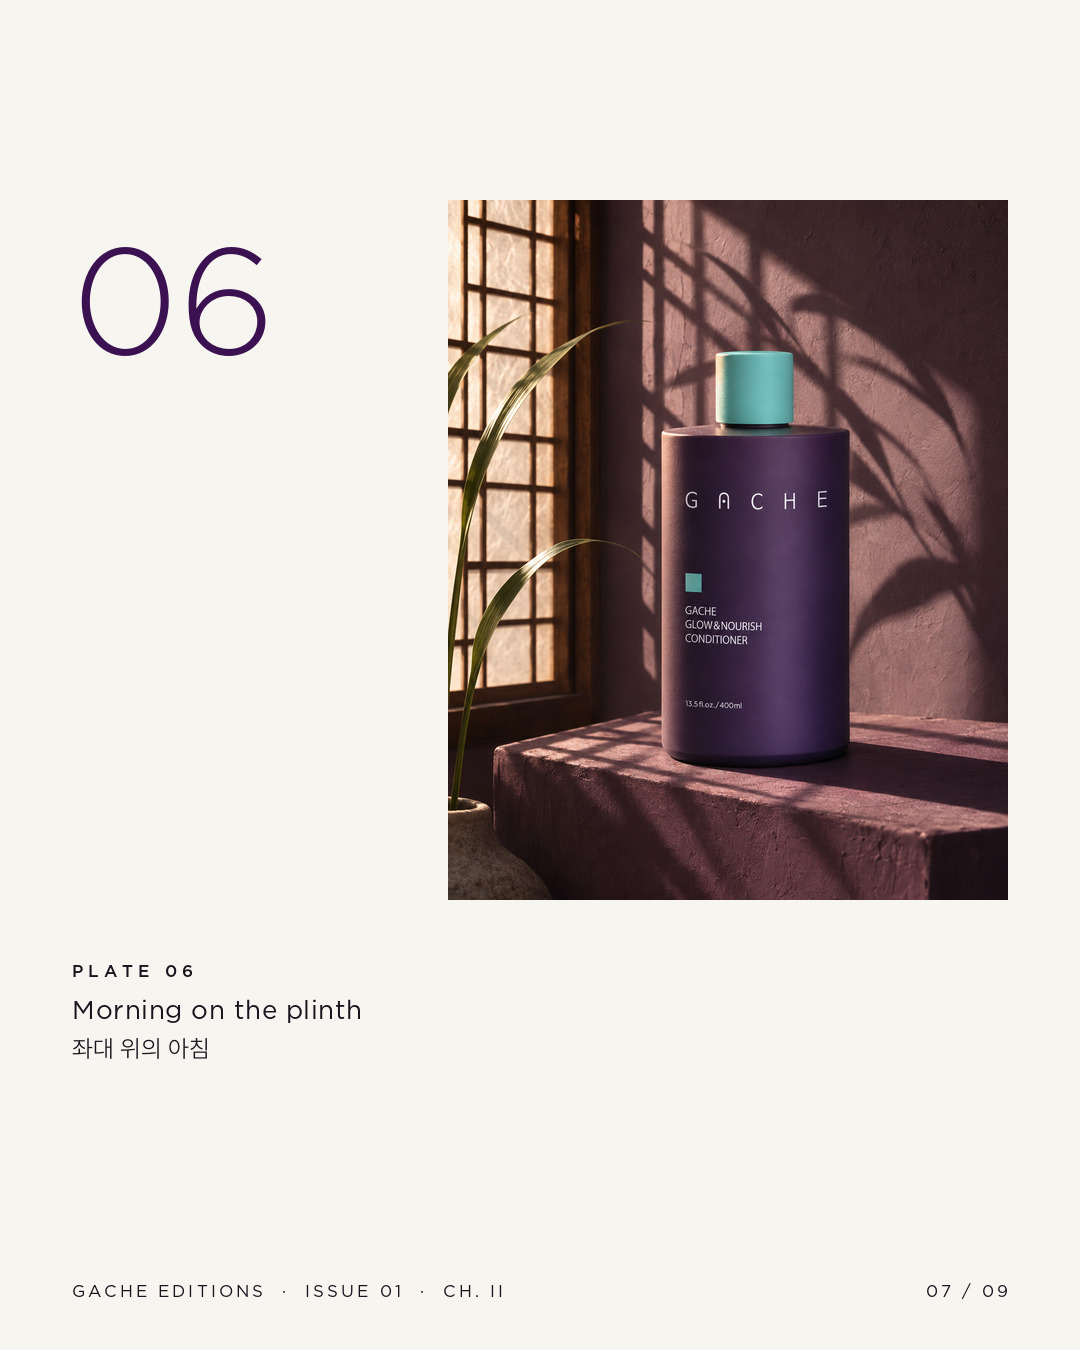 06
G A C H E
GACHE
GLOW&NOURISH
CONDITIONER
13.5fl.oz./400ml
PLATE 06
Morning on the plinth
좌대 위의 아침
GACHE EDITIONS · ISSUE 01 · CH. II
07 / 09